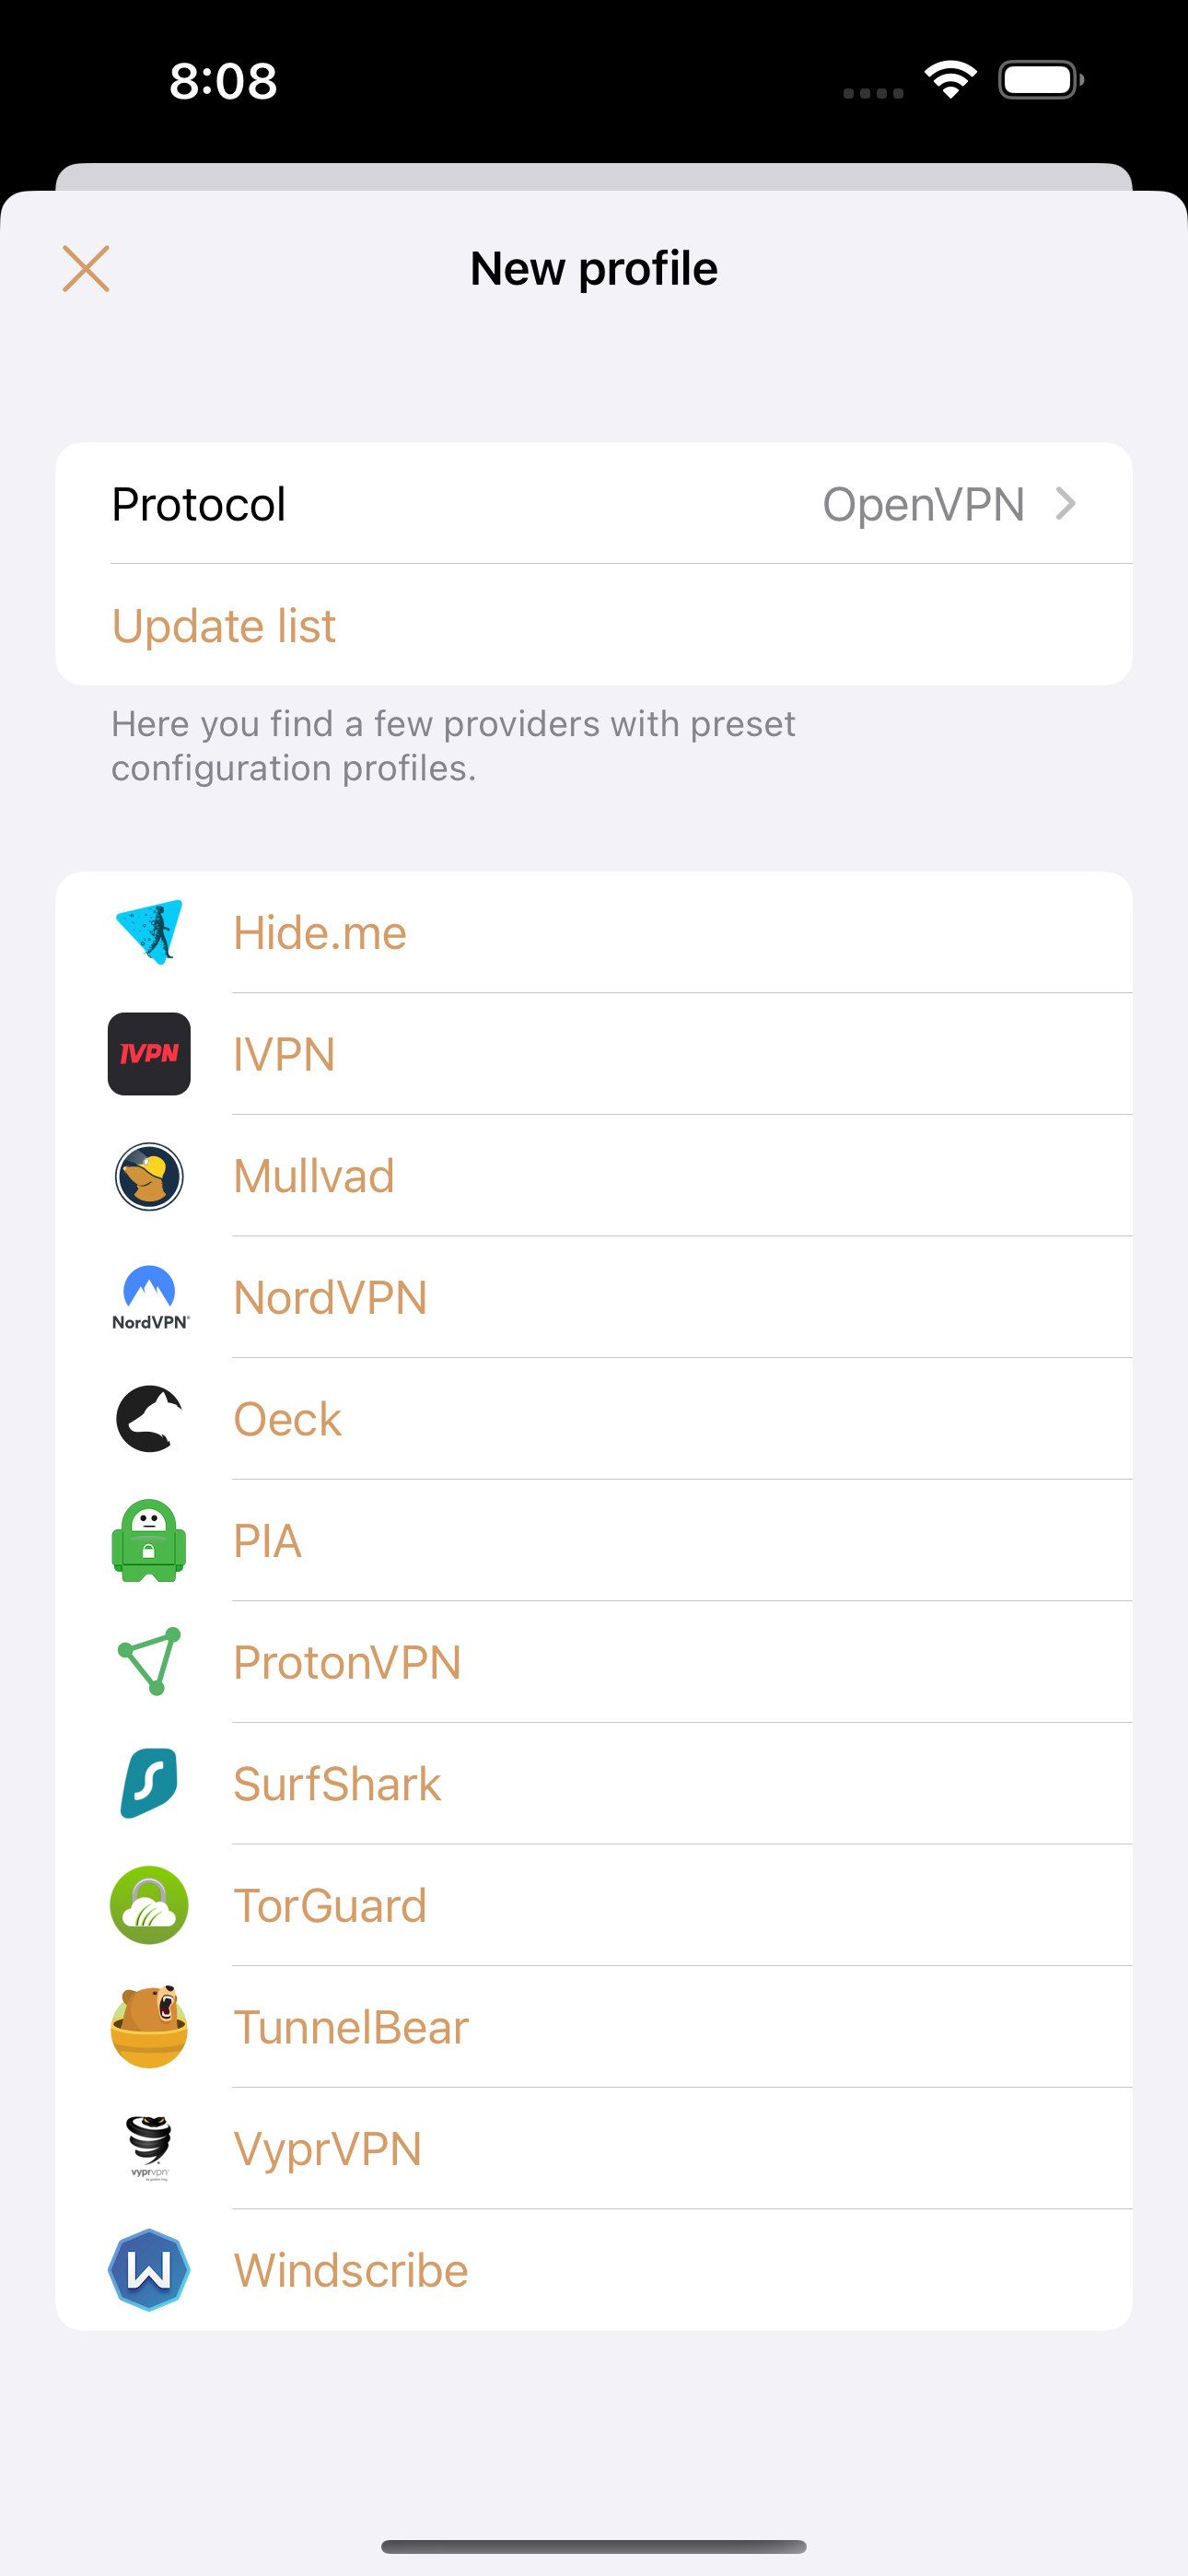 8:08
New profile
Protocol OpenVPN
Update list
Here you find a few providers with preset
configuration profiles.
Hide.me
IVPN IVPN
Mullvad
NordVPN NordVPN
Oeck
PIA
ProtonVPN
SurfShark
TorGuard
TunnelBear
VyprVPN
vyprvpn
Windscribe